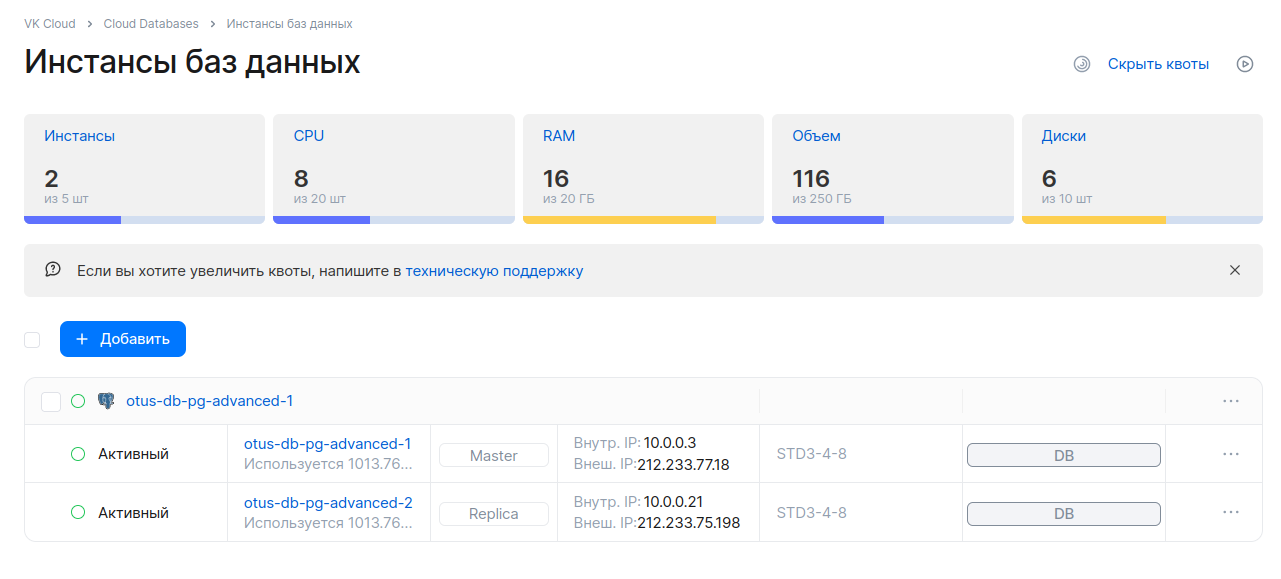 VK Cloud > Cloud Databases > Инстансы баз данных
Инстансы баз данных
Скрыть квоты
Инстансы CPU RAM Объем Диски
2 8 16 116 6
из 5 шт из 20 шт из 20 ГБ из 250 ГБ из 10 шт
Если вы хотите увеличить квоты, напишите в техническую поддержку
+ Добавить
otus-db-pg-advanced-1 ...
Активный otus-db-pg-advanced-1 Master Внутр. IP: 10.0.0.3 STD3-4-8 DB ...
Используется 1013.76... Внеш. IP:212.233.77.18
Активный otus-db-pg-advanced-2 Replica Внутр. IP: 10.0.0.21 STD3-4-8 DB ...
Используется 1013.76... Внеш. IP:212.233.75.198